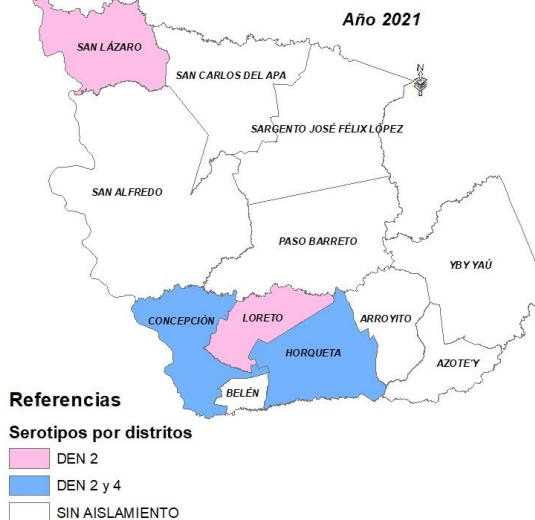 Año 2021
SAN LÁZARO
N
SAN CARLOS DEL APA
SARGENTO JOSÉ FÉLIX LÓPEZ
SAN ALFREDO
PASO BARRETO
YBY YAÚ
CONCEPCIÓN
LORETO
ARROYITO
HORQUETA
AZOTE'Y
BELÉN
Referencias
Serotipos por distritos
DEN 2
DEN 2 y 4
SIN AISLAMIENTO